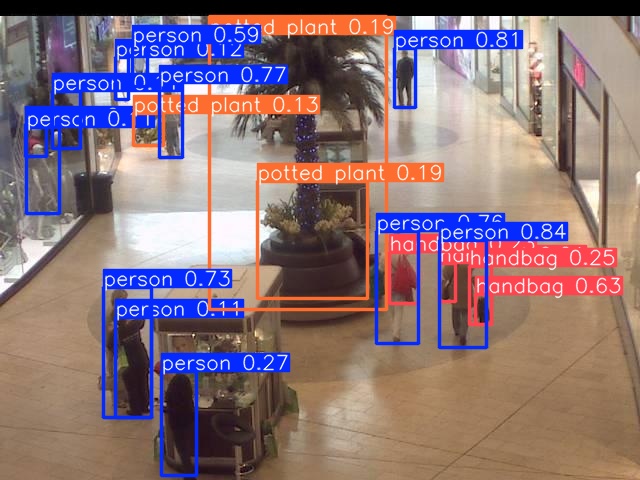 potted plant 0.19
person 0.59
person 0.81
person 0.12
person 0.77
person 0.
potted plant 0.13
person 0.11
potted plant 0.19
person 0.76
person 0.84
handbag 0.25
handbag 0.63
person 0.73
person 0.11
person 0.27